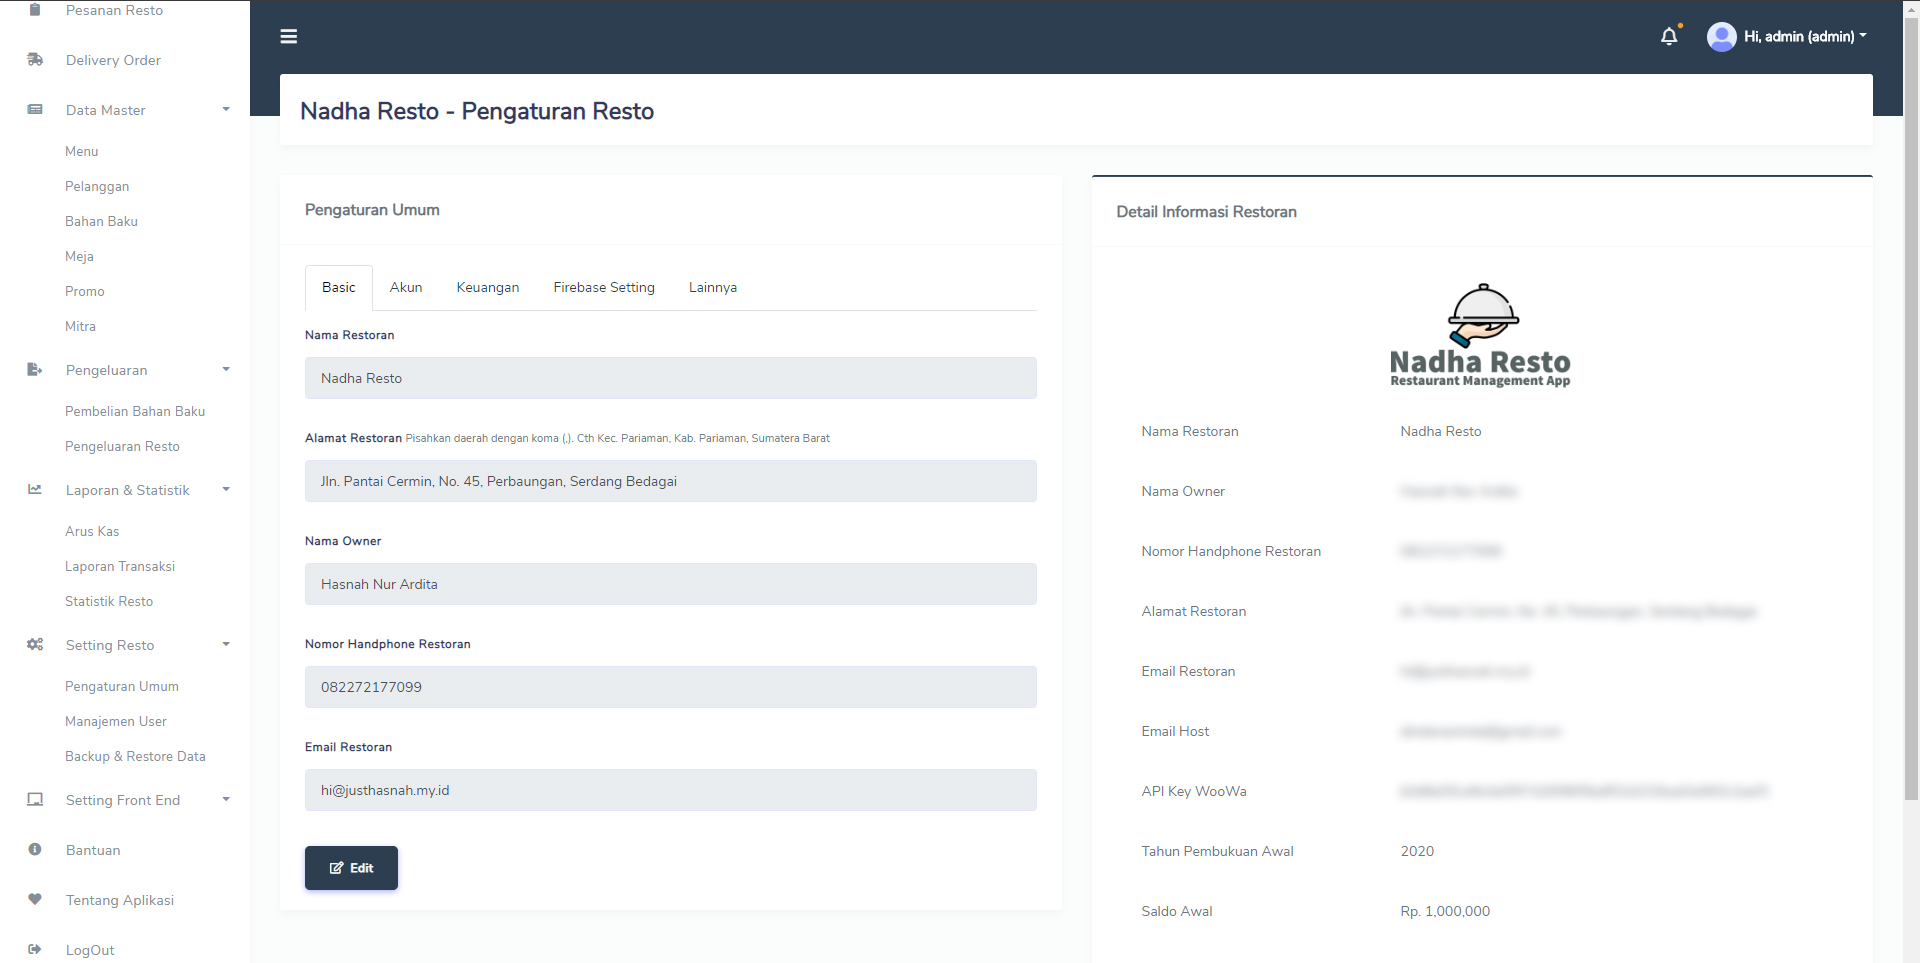 Pesanan Resto
Delivery Order
Data Master
Menu
Pelanggan
Bahan Baku
Meja
Promo
Mitra
Pengeluaran
Pembelian Bahan Baku
Pengeluaran Resto
Laporan & Statistik
Arus Kas
Laporan Transaksi
Statistik Resto
Setting Resto
Pengaturan Umum
Manajemen User
Backup & Restore Data
Setting Front End
Bantuan
Tentang Aplikasi
LogOut
Hi, admin (admin)
Nadha Resto - Pengaturan Resto
Pengaturan Umum
Basic Akun Keuangan Firebase Setting Lainnya
Nama Restoran
Nadha Resto
Alamat Restoran Pisahkan daerah dengan koma (,). Cth Kec. Pariaman, Kab. Pariaman, Sumatera Barat
Jln. Pantai Cermin, No. 45, Perbaungan, Serdang Bedagai
Nama Owner
Hasnah Nur Ardita
Nomor Handphone Restoran
082272177099
Email Restoran
hi@justhasnah.my.id
Edit
Detail Informasi Restoran
Nadha Resto
Restaurant Management App
Nama Restoran Nadha Resto
Nama Owner
Nomor Handphone Restoran
Alamat Restoran
Email Restoran
Email Host
API Key WooWa
Tahun Pembukuan Awal 2020
Saldo Awal Rp. 1,000,000